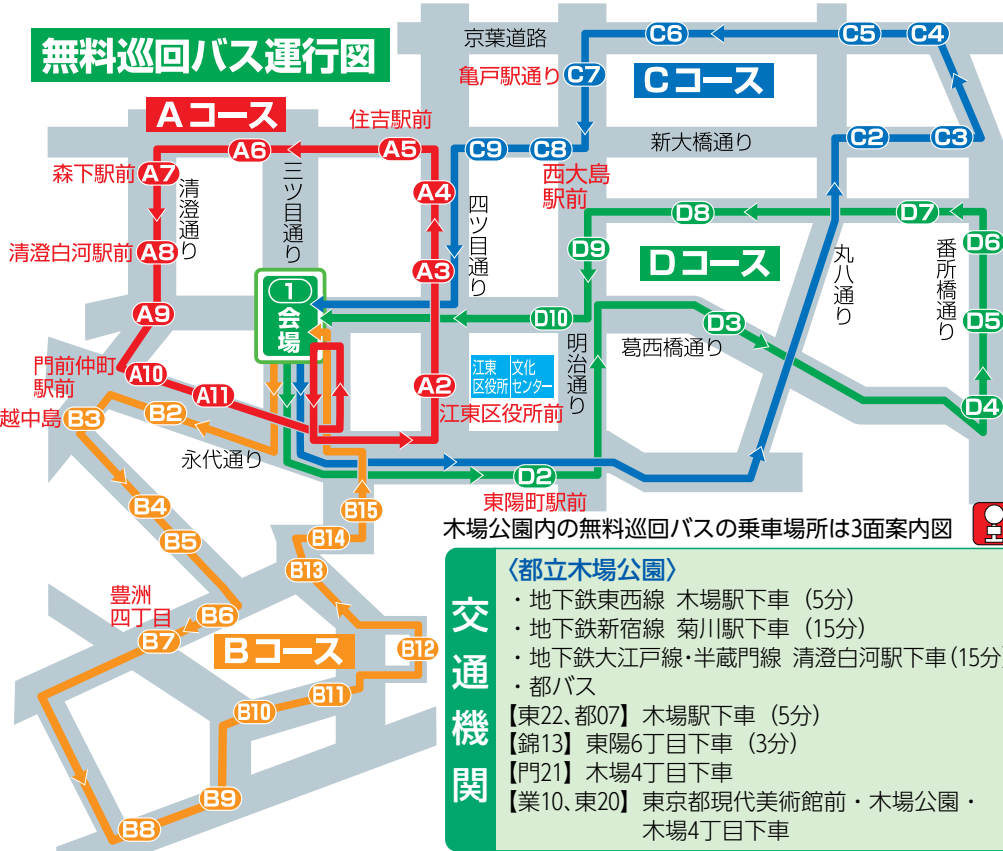 無料巡回バス運行図
京葉道路
C6
C5
C4
亀戸駅通り
C7
Cコース
Aコース
住吉駅前
新大橋通り
C2
C3
A6
A5
C9
C8
森下駅前
A7
清澄通り
三ツ目通り
A4
四ツ目通り
西大島
駅前
D8
D7
清澄白河駅前
A8
A3
D9
Dコース
丸八通り
番所橋通り
D6
1
会場
A9
D10
D3
D5
葛西橋通り
明治通り
門前仲町
駅前
A10
A11
江東
区役所
文化
センター
A2
江東区役所前
D4
越中島
B3
B2
永代通り
D2
東陽町駅前
B4
B15
木場公園内の無料巡回バスの乗車場所は3面案内図
B5
B14
B13
豊洲
四丁目
B6
B7
Bコース
B12
B11
B10
B9
B8
交通機関
〈都立木場公園〉
・地下鉄東西線 木場駅下車（5分）
・地下鉄新宿線 菊川駅下車（15分）
・地下鉄大江戸線・半蔵門線 清澄白河駅下車（15分
・都バス
【東22、都07】木場駅下車（5分）
【錦13】東陽6丁目下車（3分）
【門21】木場4丁目下車
【業10、東20】東京都現代美術館前・木場公園・
木場4丁目下車